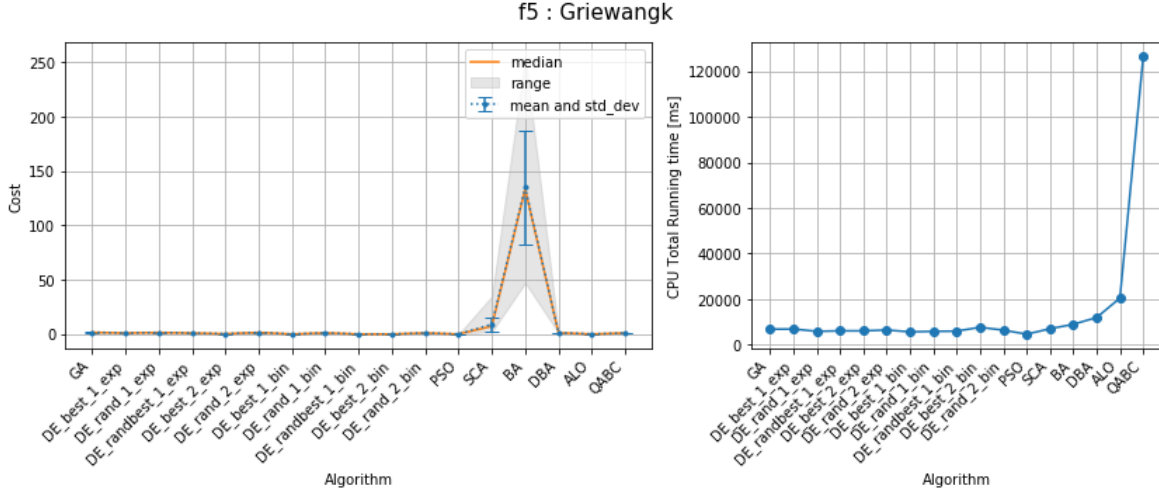 f5 : Griewangk
250
200
150
100
50
0
Cost
median
range
mean and std_dev
GA
DE_best_1_exp
DE_rand_1_exp
DE_randbest_1_exp
DE_best_2_exp
DE_rand_2_exp
DE_best_1_bin
DE_rand_1_bin
DE_randbest_1_bin
DE_best_2_bin
DE_rand_2_bin
PSO
SCA
BA
DBA
ALO
QABC
Algorithm
120000
100000
80000
60000
40000
20000
0
CPU Total Running time [ms]
GA
DE_best_1_exp
DE_rand_1_exp
DE_randbest_1_exp
DE_best_2_exp
DE_rand_2_exp
DE_best_1_bin
DE_rand_1_bin
DE_randbest_1_bin
DE_best_2_bin
DE_rand_2_bin
PSO
SCA
BA
DBA
ALO
QABC
Algorithm